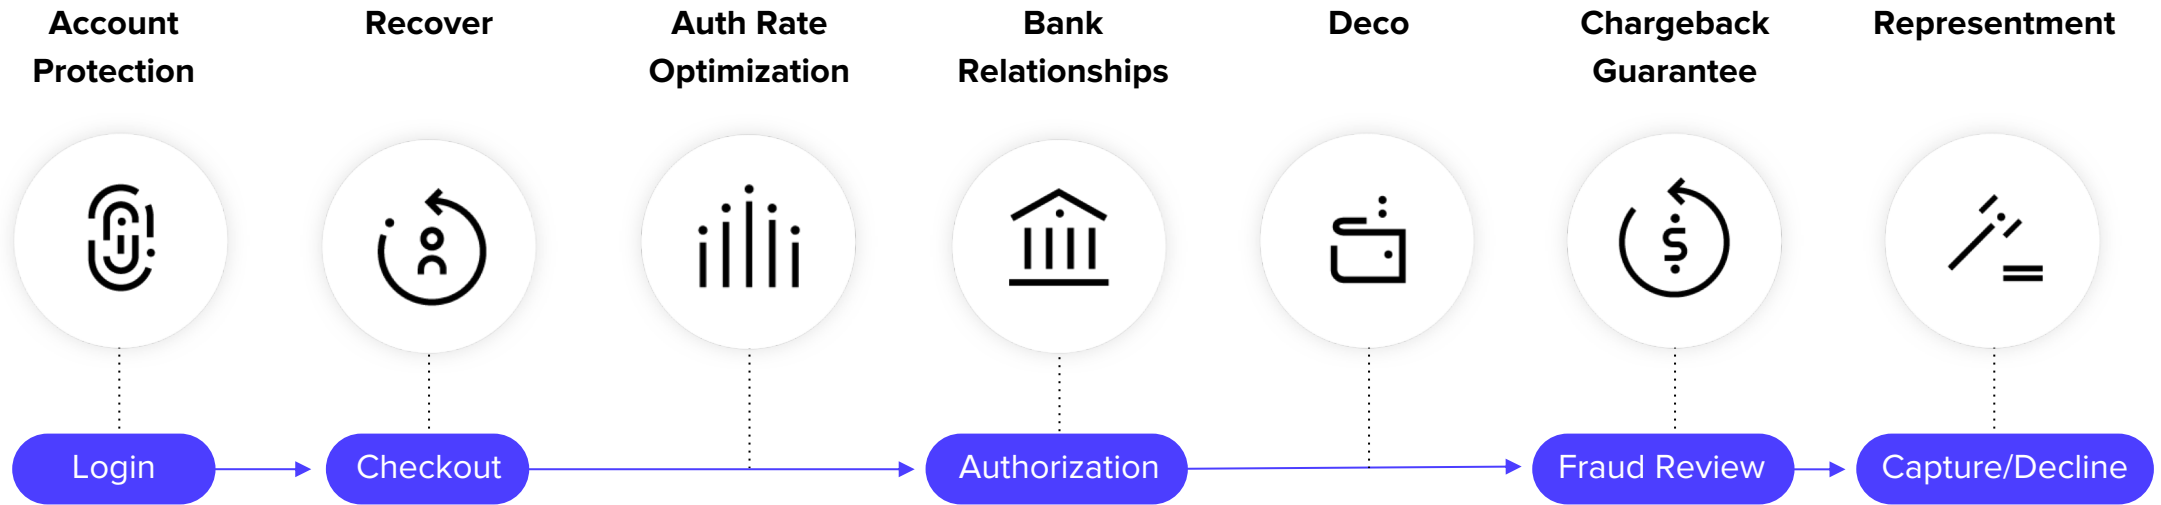 Account
Protection
Recover
Auth Rate
Optimization
Bank
Relationships
Deco
Chargeback
Guarantee
Representment
Login
Checkout
Authorization
Fraud Review
Capture/Decline